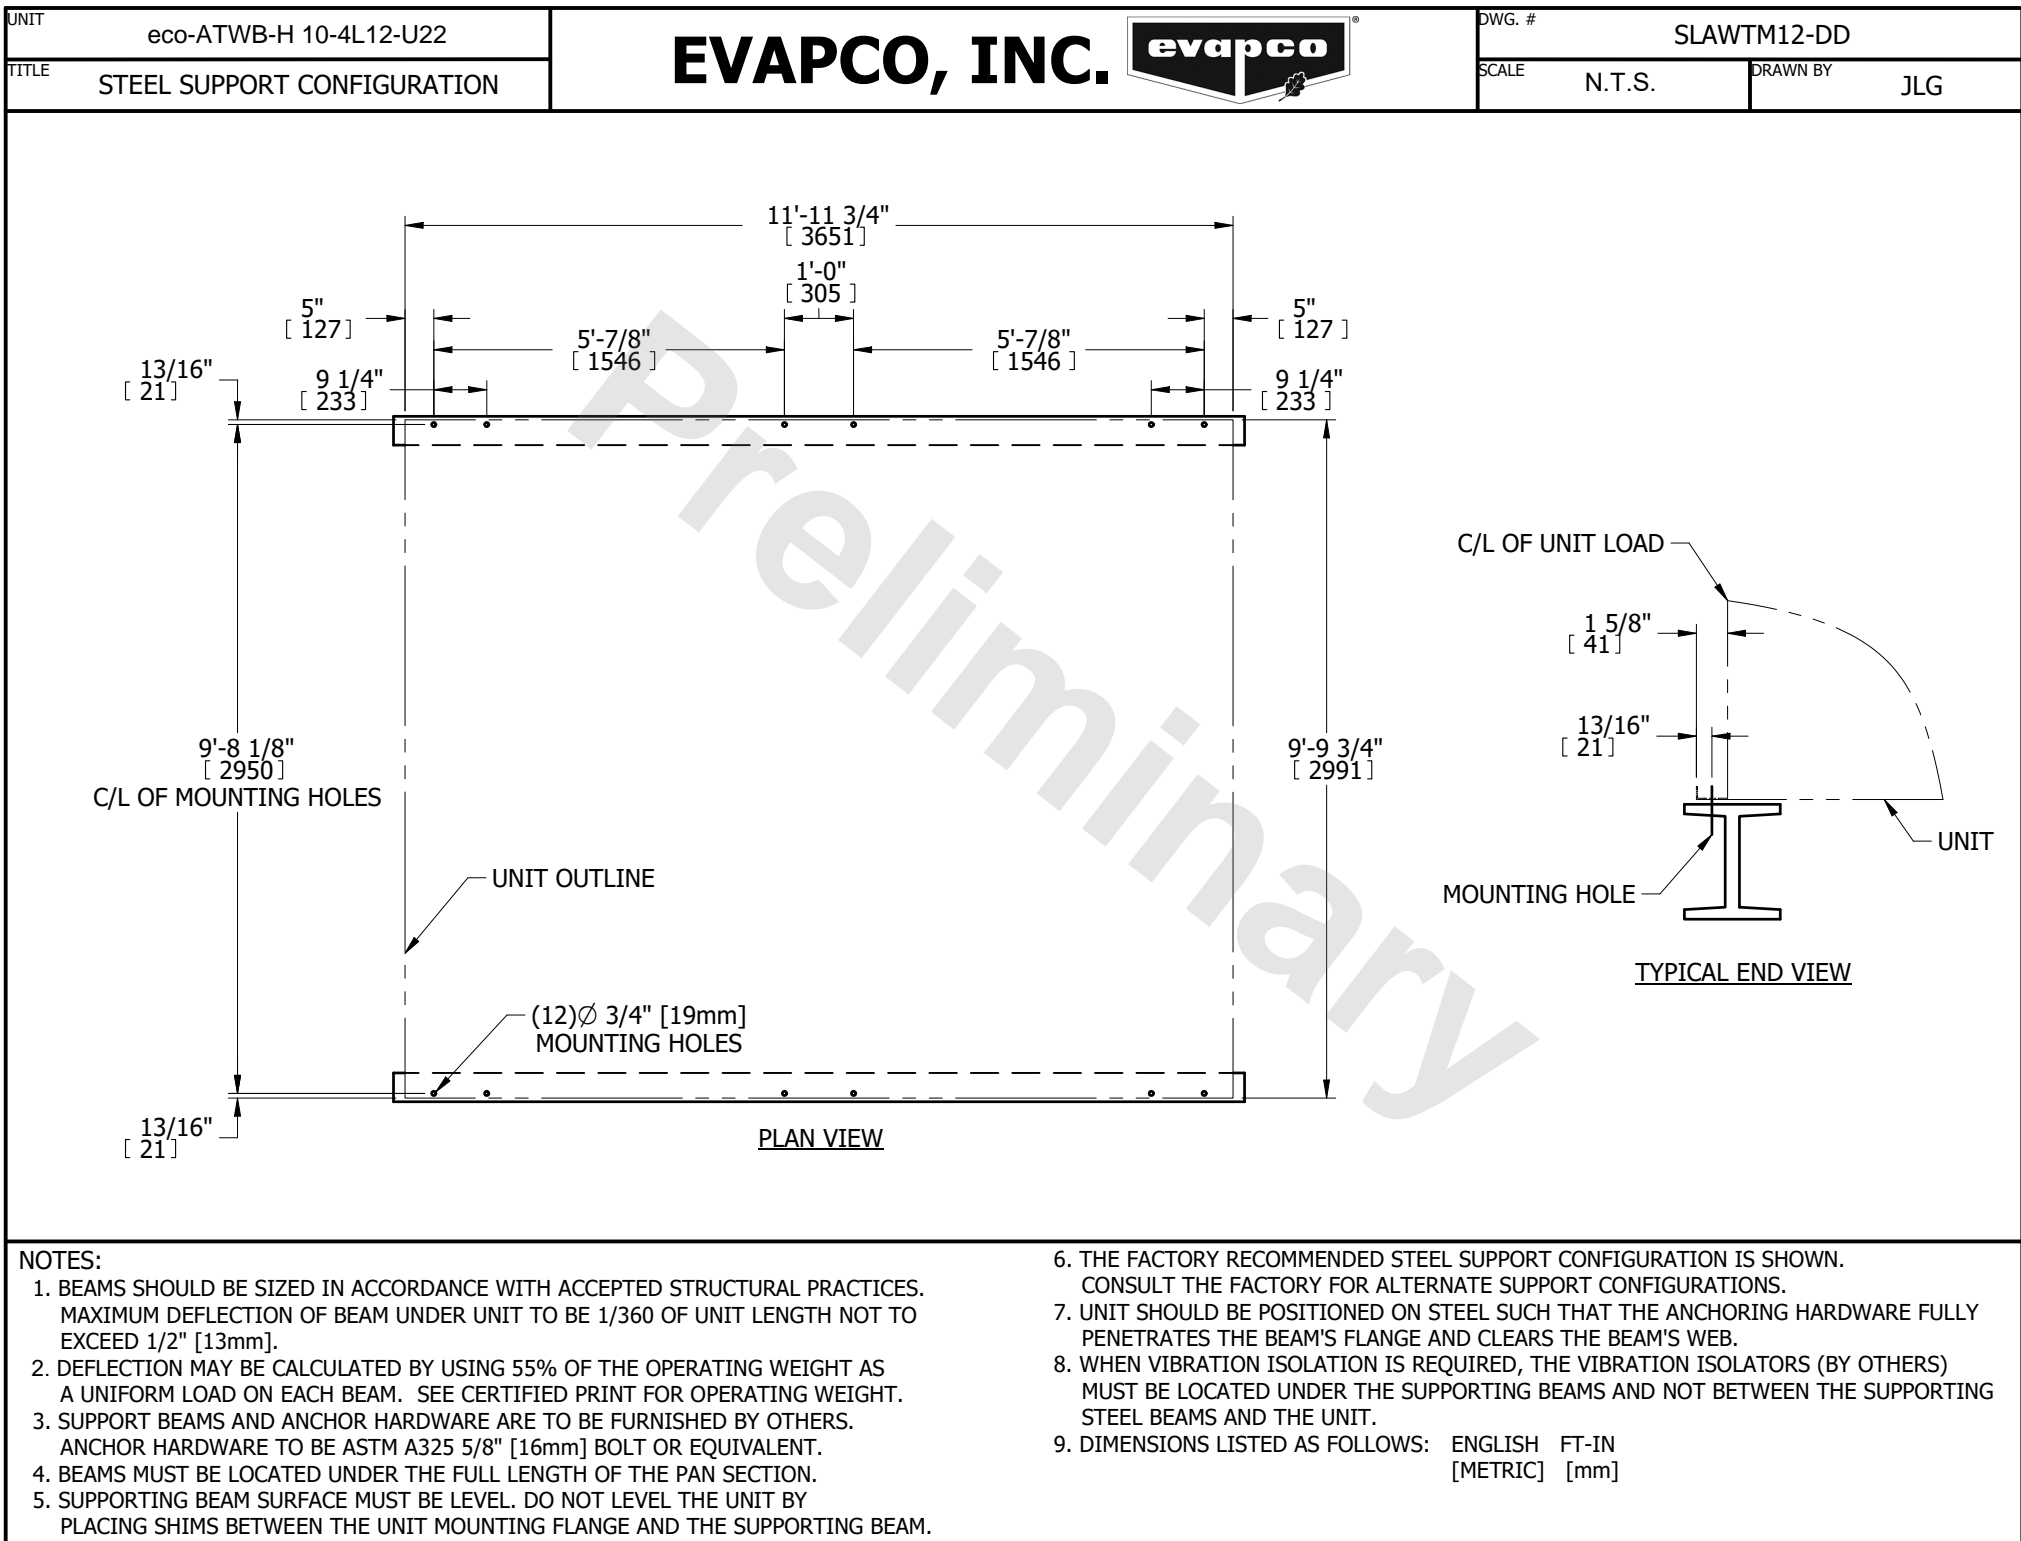 UNIT
eco-ATWB-H 10-4L12-U22
TITLE
STEEL SUPPORT CONFIGURATION
EVAPCO, INC.
evapco
®
DWG. #
SLAWTM12-DD
SCALE
N.T.S.
DRAWN BY
JLG
11'-11 3/4"
[ 3651 ]
1'-0"
[ 305 ]
5"
[ 127 ]
5"
[ 127 ]
5'-7/8"
[ 1546 ]
5'-7/8"
[ 1546 ]
13/16"
[ 21 ]
9 1/4"
[ 233 ]
9 1/4"
[ 233 ]
Preliminary
C/L OF UNIT LOAD
1 5/8"
[ 41 ]
13/16"
[ 21 ]
9'-8 1/8"
[ 2950 ]
C/L OF MOUNTING HOLES
9'-9 3/4"
[ 2991 ]
UNIT
MOUNTING HOLE
UNIT OUTLINE
TYPICAL END VIEW
(12)∅ 3/4" [19mm]
MOUNTING HOLES
13/16"
[ 21 ]
PLAN VIEW
NOTES:
1. BEAMS SHOULD BE SIZED IN ACCORDANCE WITH ACCEPTED STRUCTURAL PRACTICES.
MAXIMUM DEFLECTION OF BEAM UNDER UNIT TO BE 1/360 OF UNIT LENGTH NOT TO
EXCEED 1/2" [13mm].
2. DEFLECTION MAY BE CALCULATED BY USING 55% OF THE OPERATING WEIGHT AS
A UNIFORM LOAD ON EACH BEAM. SEE CERTIFIED PRINT FOR OPERATING WEIGHT.
3. SUPPORT BEAMS AND ANCHOR HARDWARE ARE TO BE FURNISHED BY OTHERS.
ANCHOR HARDWARE TO BE ASTM A325 5/8" [16mm] BOLT OR EQUIVALENT.
4. BEAMS MUST BE LOCATED UNDER THE FULL LENGTH OF THE PAN SECTION.
5. SUPPORTING BEAM SURFACE MUST BE LEVEL. DO NOT LEVEL THE UNIT BY
PLACING SHIMS BETWEEN THE UNIT MOUNTING FLANGE AND THE SUPPORTING BEAM.
6. THE FACTORY RECOMMENDED STEEL SUPPORT CONFIGURATION IS SHOWN.
CONSULT THE FACTORY FOR ALTERNATE SUPPORT CONFIGURATIONS.
7. UNIT SHOULD BE POSITIONED ON STEEL SUCH THAT THE ANCHORING HARDWARE FULLY
PENETRATES THE BEAM'S FLANGE AND CLEARS THE BEAM'S WEB.
8. WHEN VIBRATION ISOLATION IS REQUIRED, THE VIBRATION ISOLATORS (BY OTHERS)
MUST BE LOCATED UNDER THE SUPPORTING BEAMS AND NOT BETWEEN THE SUPPORTING
STEEL BEAMS AND THE UNIT.
9. DIMENSIONS LISTED AS FOLLOWS: ENGLISH FT-IN
[METRIC] [mm]